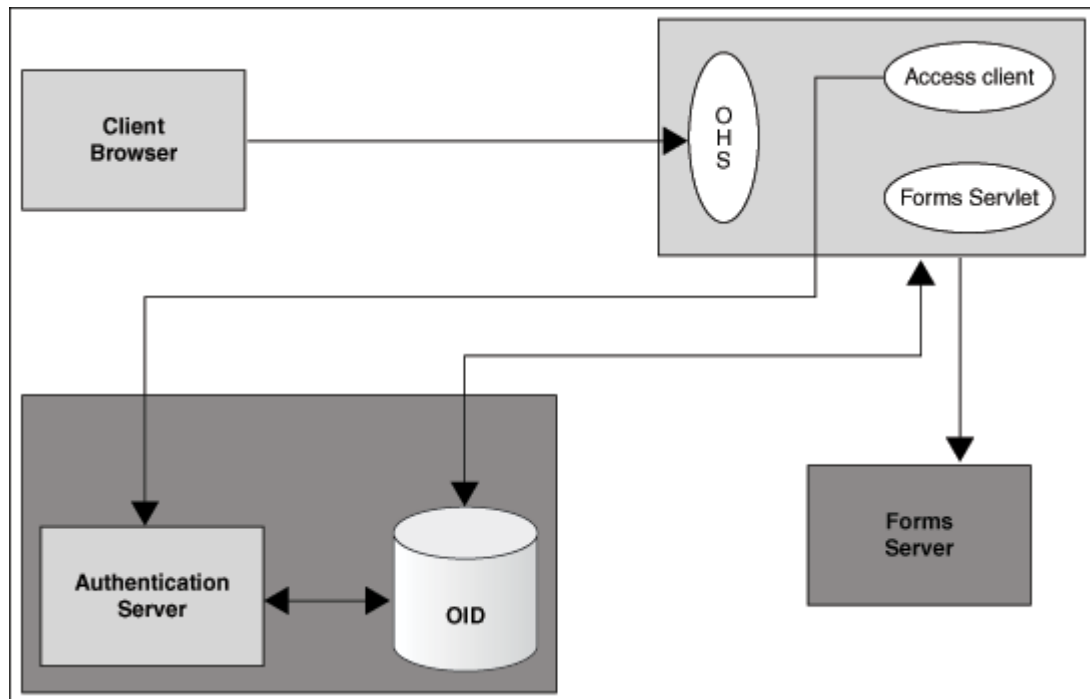 Client
Browser
O
H
S
Access client
Forms Servlet
Authentication
Server
OID
Forms
Server